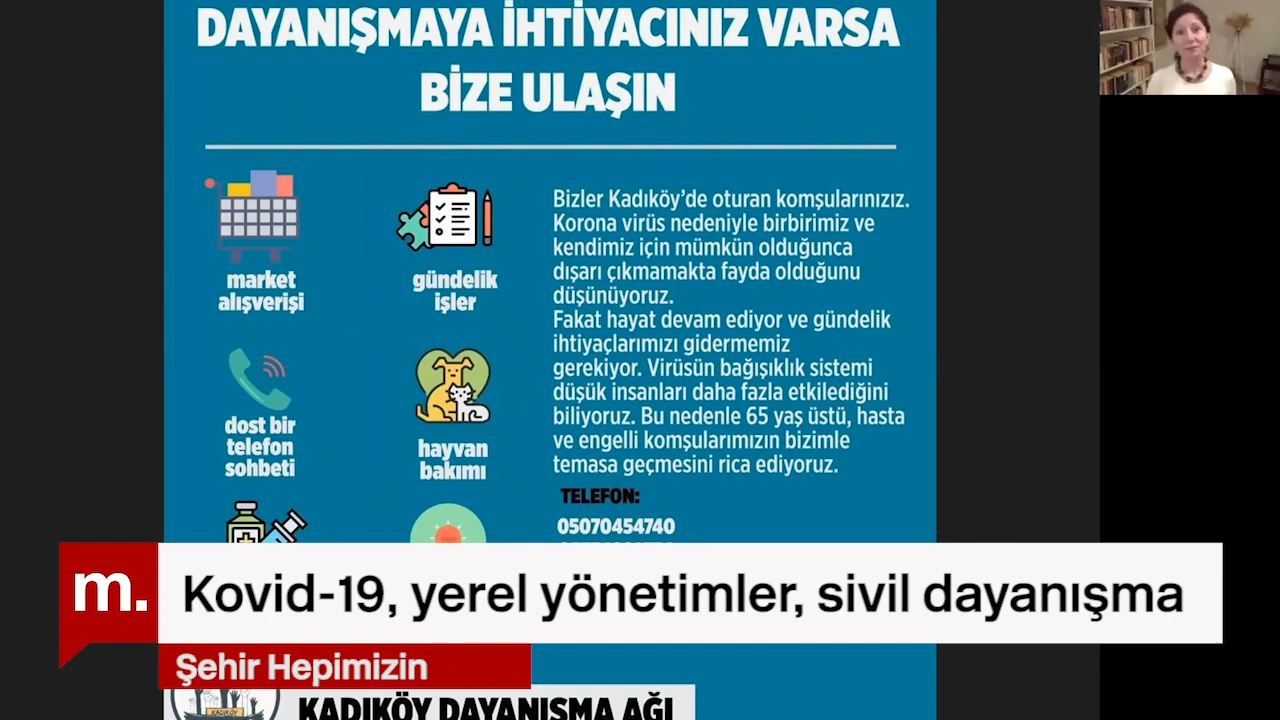 DAYANIŞMAYA İHTİYACINIZ VARSA
BİZE ULAŞIN
market
alışverişi
gündelik
işler
dost bir
telefon
sohbeti
hayvan
bakımı
Bizler Kadıköy’de oturan komşularınızız.
Korona virüs nedeniyle birbirimiz ve
kendimiz için mümkün olduğunca
dışarı çıkmamakta fayda olduğunu
düşünüyoruz.
Fakat hayat devam ediyor ve gündelik
ihtiyaçlarımızı gidermemiz
gerekiyor. Virüsün bağışıklık sistemi
düşük insanları daha fazla etkilediğini
biliyoruz. Bu nedenle 65 yaş üstü, hasta
ve engelli komşularımızın bizimle
temasa geçmesini rica ediyoruz.
TELEFON:
05070454740
m.
Kovid-19, yerel yönetimler, sivil dayanışma
Şehir Hepimizin
KADIKÖY
KADIKÖY DAYANIŞMA AĞI